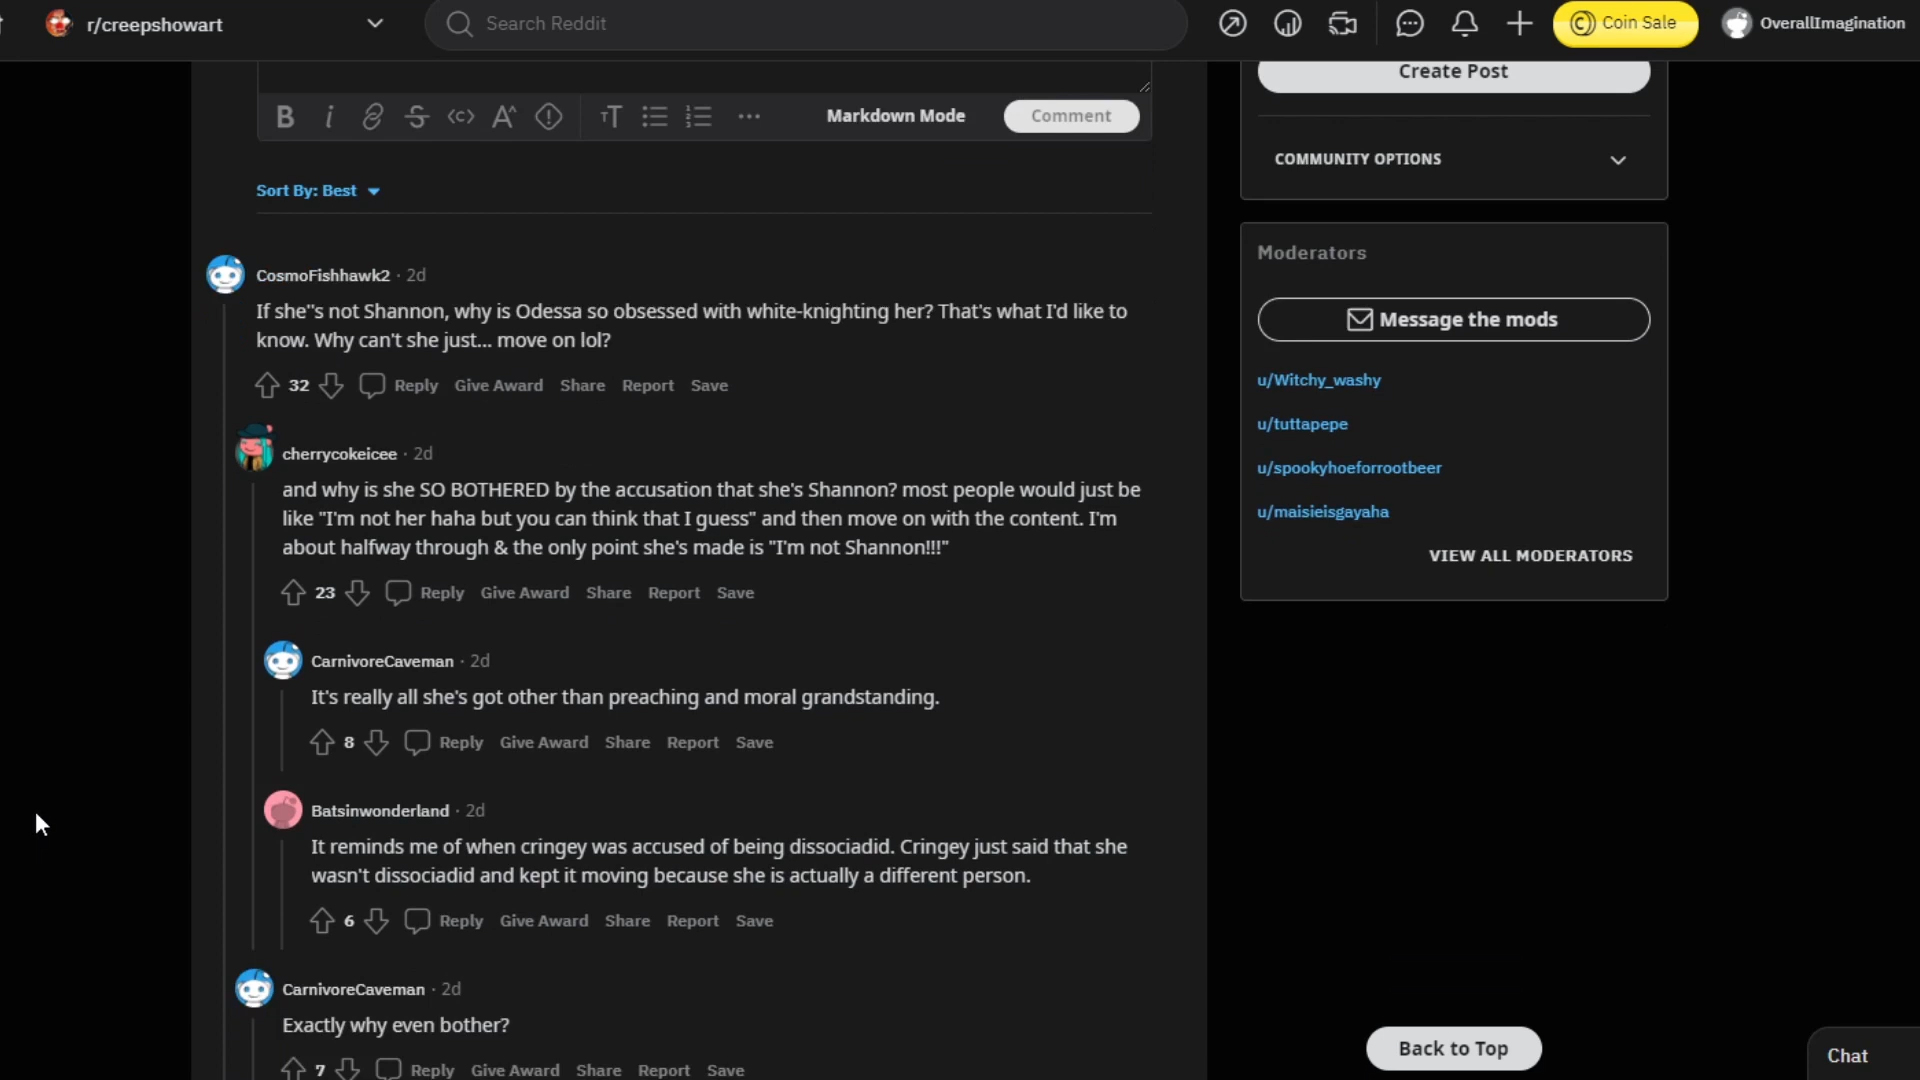 r/creepshowart
Search Reddit
Coin Sale
OverallImagination
Create Post
Markdown Mode
Comment
COMMUNITY OPTIONS
Sort By: Best
Moderators
Message the mods
u/Witchy_washy
u/tuttapepe
u/spookyhoeforrootbeer
u/maisieisgayaha
VIEW ALL MODERATORS
CosmoFishhawk2 · 2d
If she"s not Shannon, why is Odessa so obsessed with white-knighting her? That's what I'd like to
know. Why can't she just... move on lol?
32 Reply Give Award Share Report Save
cherrycokeicee · 2d
and why is she SO BOTHERED by the accusation that she's Shannon? most people would just be
like "I'm not her haha but you can think that I guess" and then move on with the content. I'm
about halfway through & the only point she's made is "I'm not Shannon!!!"
23 Reply Give Award Share Report Save
CarnivoreCaveman · 2d
It's really all she's got other than preaching and moral grandstanding.
8 Reply Give Award Share Report Save
Batsinwonderland · 2d
It reminds me of when cringey was accused of being dissociadid. Cringey just said that she
wasn't dissociadid and kept it moving because she is actually a different person.
6 Reply Give Award Share Report Save
CarnivoreCaveman · 2d
Exactly why even bother?
7 Reply Give Award Share Report Save
Back to Top
Chat